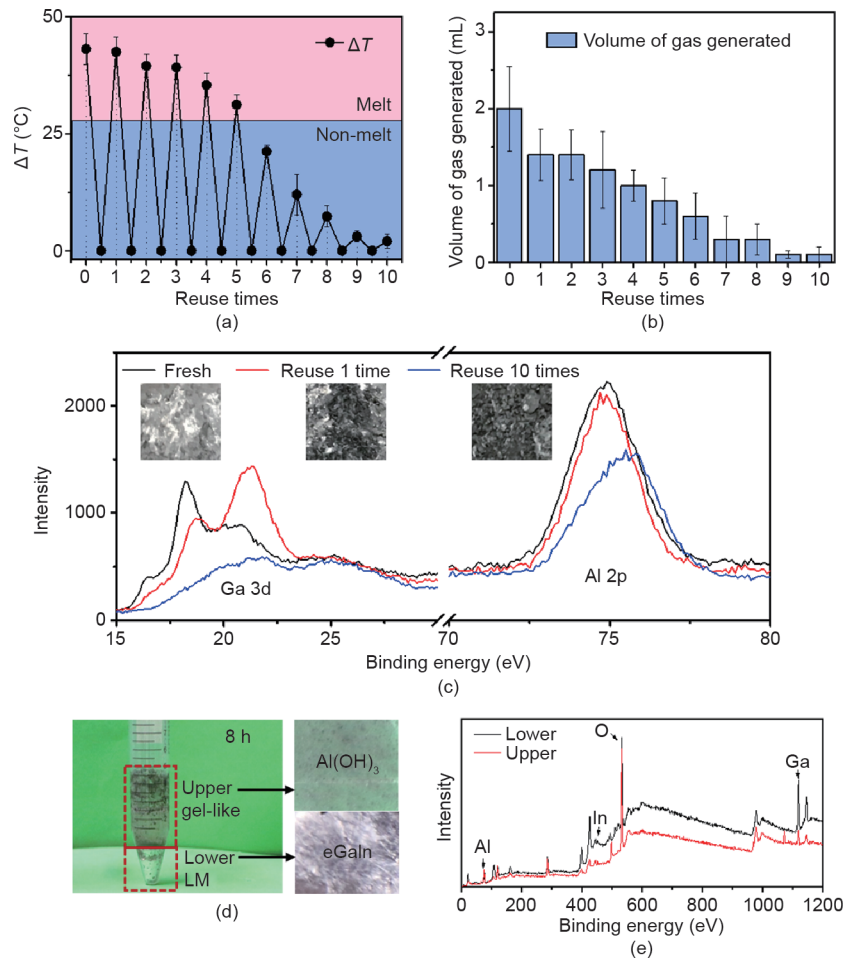 50
ΔT
Melt
Non-melt
25
0
ΔT (°C)
0 1 2 3 4 5 6 7 8 9 10
Reuse times
(a)
3
Volume of gas generated
2
1
0
Volume of gas generated (mL)
0 1 2 3 4 5 6 7 8 9 10
Reuse times
(b)
Fresh Reuse 1 time Reuse 10 times
2000
1000
0
Intensity
Ga 3d
Al 2p
15 20 25 70 75 80
Binding energy (eV)
(c)
8 h
Upper
gel-like
Lower
LM
Al(OH)₃
eGaIn
(d)
Lower
Upper
O
Ga
In
Al
Intensity
0 200 400 600 800 1000 1200
Binding energy (eV)
(e)